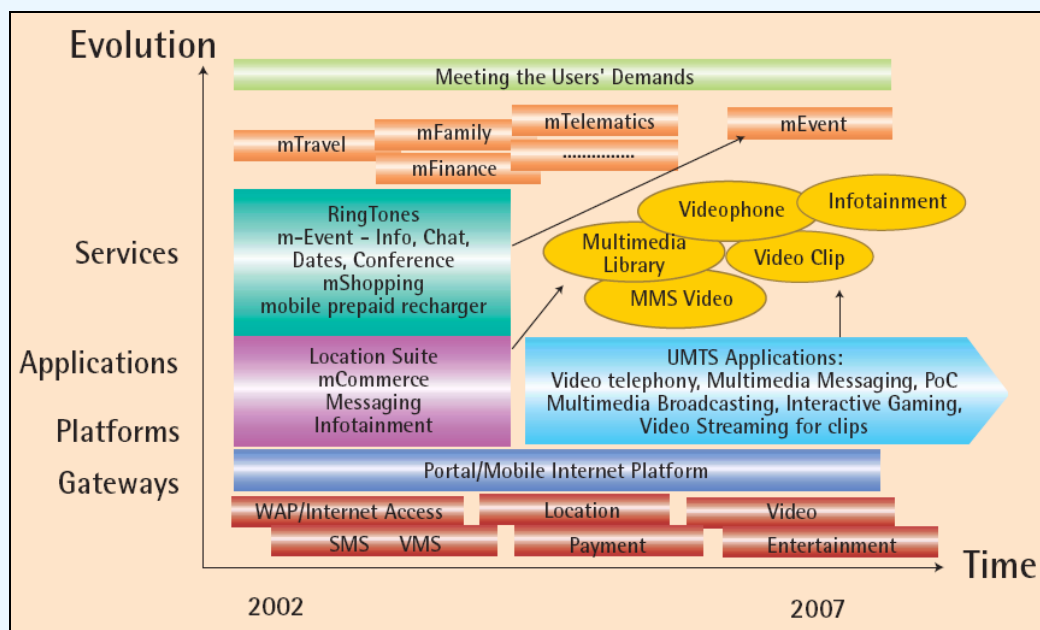 Evolution
Meeting the Users' Demands
mTravel
mFamily
mFinance
mTelematics
...............
mEvent
Services
RingTones
m-Event - Info, Chat,
Dates, Conference
mShopping
mobile prepaid recharger
Multimedia
Library
Videophone
Infotainment
Video Clip
MMS Video
Applications
Location Suite
mCommerce
Messaging
Infotainment
UMTS Applications:
Video telephony, Multimedia Messaging, PoC
Multimedia Broadcasting, Interactive Gaming,
Video Streaming for clips
Platforms
Portal/Mobile Internet Platform
Gateways
WAP/Internet Access
Location
Video
SMS VMS
Payment
Entertainment
Time
2002
2007